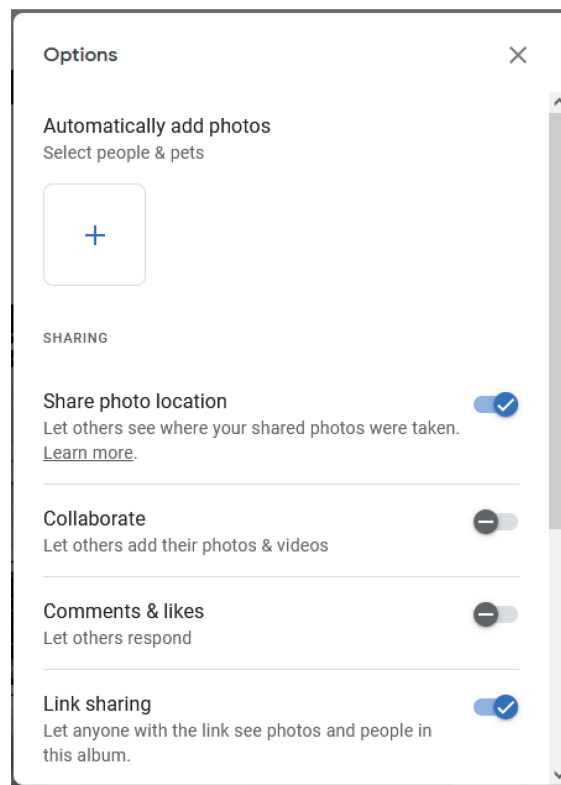 Options
Automatically add photos
Select people & pets
SHARING
Share photo location
Let others see where your shared photos were taken.
Learn more.
Collaborate
Let others add their photos & videos
Comments & likes
Let others respond
Link sharing
Let anyone with the link see photos and people in
this album.